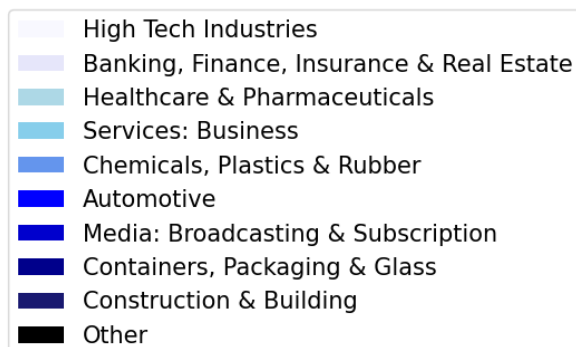 High Tech Industries
Banking, Finance, Insurance & Real Estate
Healthcare & Pharmaceuticals
Services: Business
Chemicals, Plastics & Rubber
Automotive
Media: Broadcasting & Subscription
Containers, Packaging & Glass
Construction & Building
Other